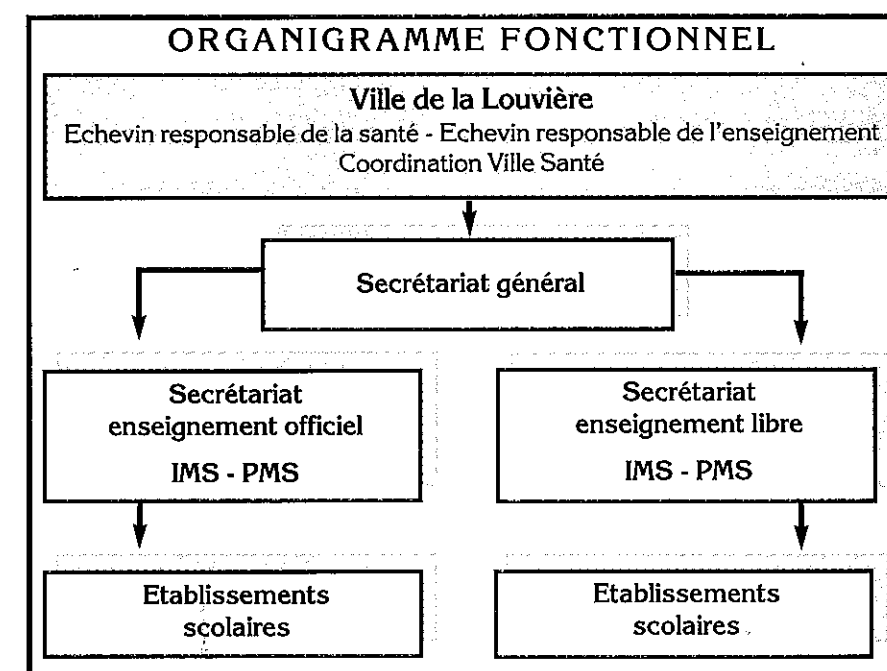 ORGANIGRAMME FONCTIONNEL
Ville de la Louvière
Echevin responsable de la santé - Echevin responsable de l'enseignement
Coordination Ville Santé
Secrétariat général
Secrétariat
enseignement officiel
IMS - PMS
Secrétariat
enseignement libre
IMS - PMS
Etablissements
scolaires
Etablissements
scolaires